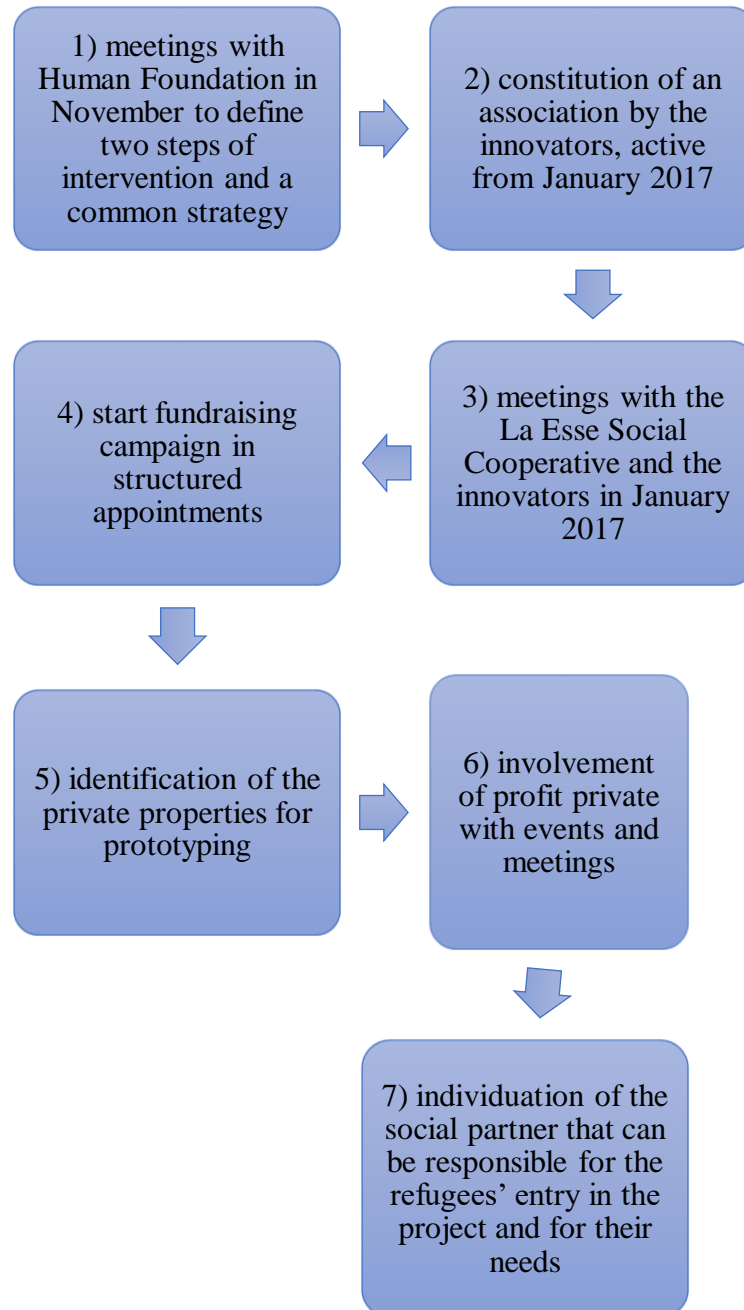 1) meetings with
Human Foundation in
November to define
two steps of
intervention and a
common strategy
2) constitution of an
association by the
innovators, active
from January 2017
3) meetings with the
La Esse Social
Cooperative and the
innovators in January
2017
4) start fundraising
campaign in
structured
appointments
5) identification of the
private properties for
prototyping
6) involvement
of profit private
with events and
meetings
7) individuation of the
social partner that can
be responsible for the
refugees’ entry in the
project and for their
needs